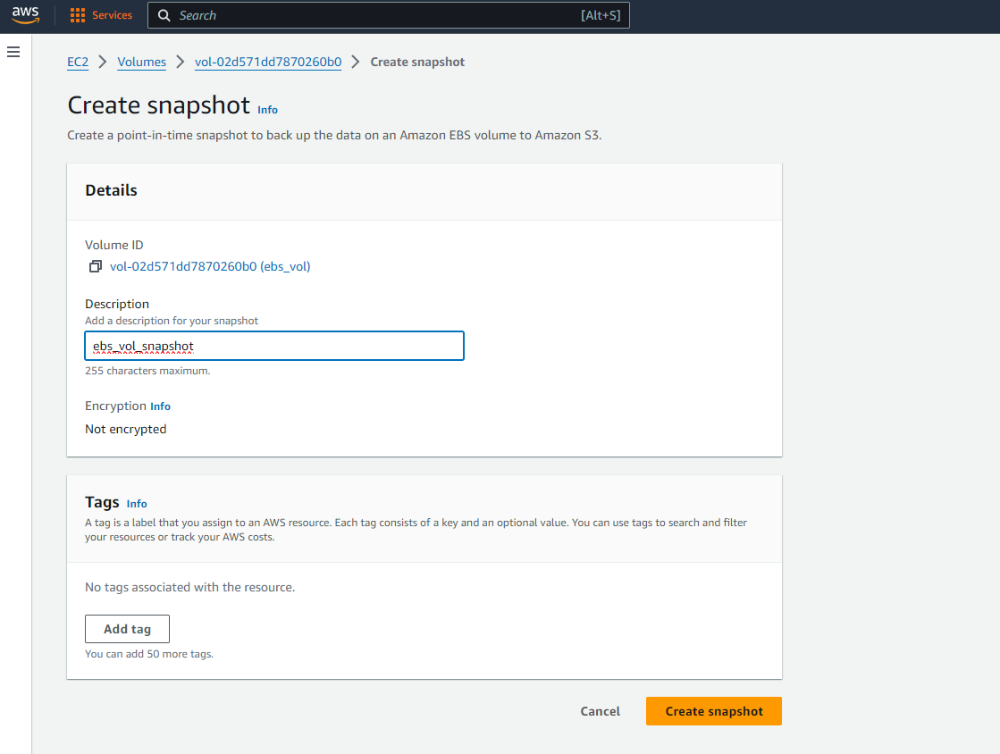 aws Services Search [Alt+S]
EC2 Volumes vol-02d571dd7870260b0 Create snapshot
Create snapshot Info
Create a point-in-time snapshot to back up the data on an Amazon EBS volume to Amazon S3.
Details
Volume ID
vol-02d571dd7870260b0 (ebs_vol)
Description
Add a description for your snapshot
ebs_vol_snapshot
255 characters maximum.
Encryption Info
Not encrypted
Tags Info
A tag is a label that you assign to an AWS resource. Each tag consists of a key and an optional value. You can use tags to search and filter
your resources or track your AWS costs.
No tags associated with the resource.
Add tag
You can add 50 more tags.
Cancel Create snapshot